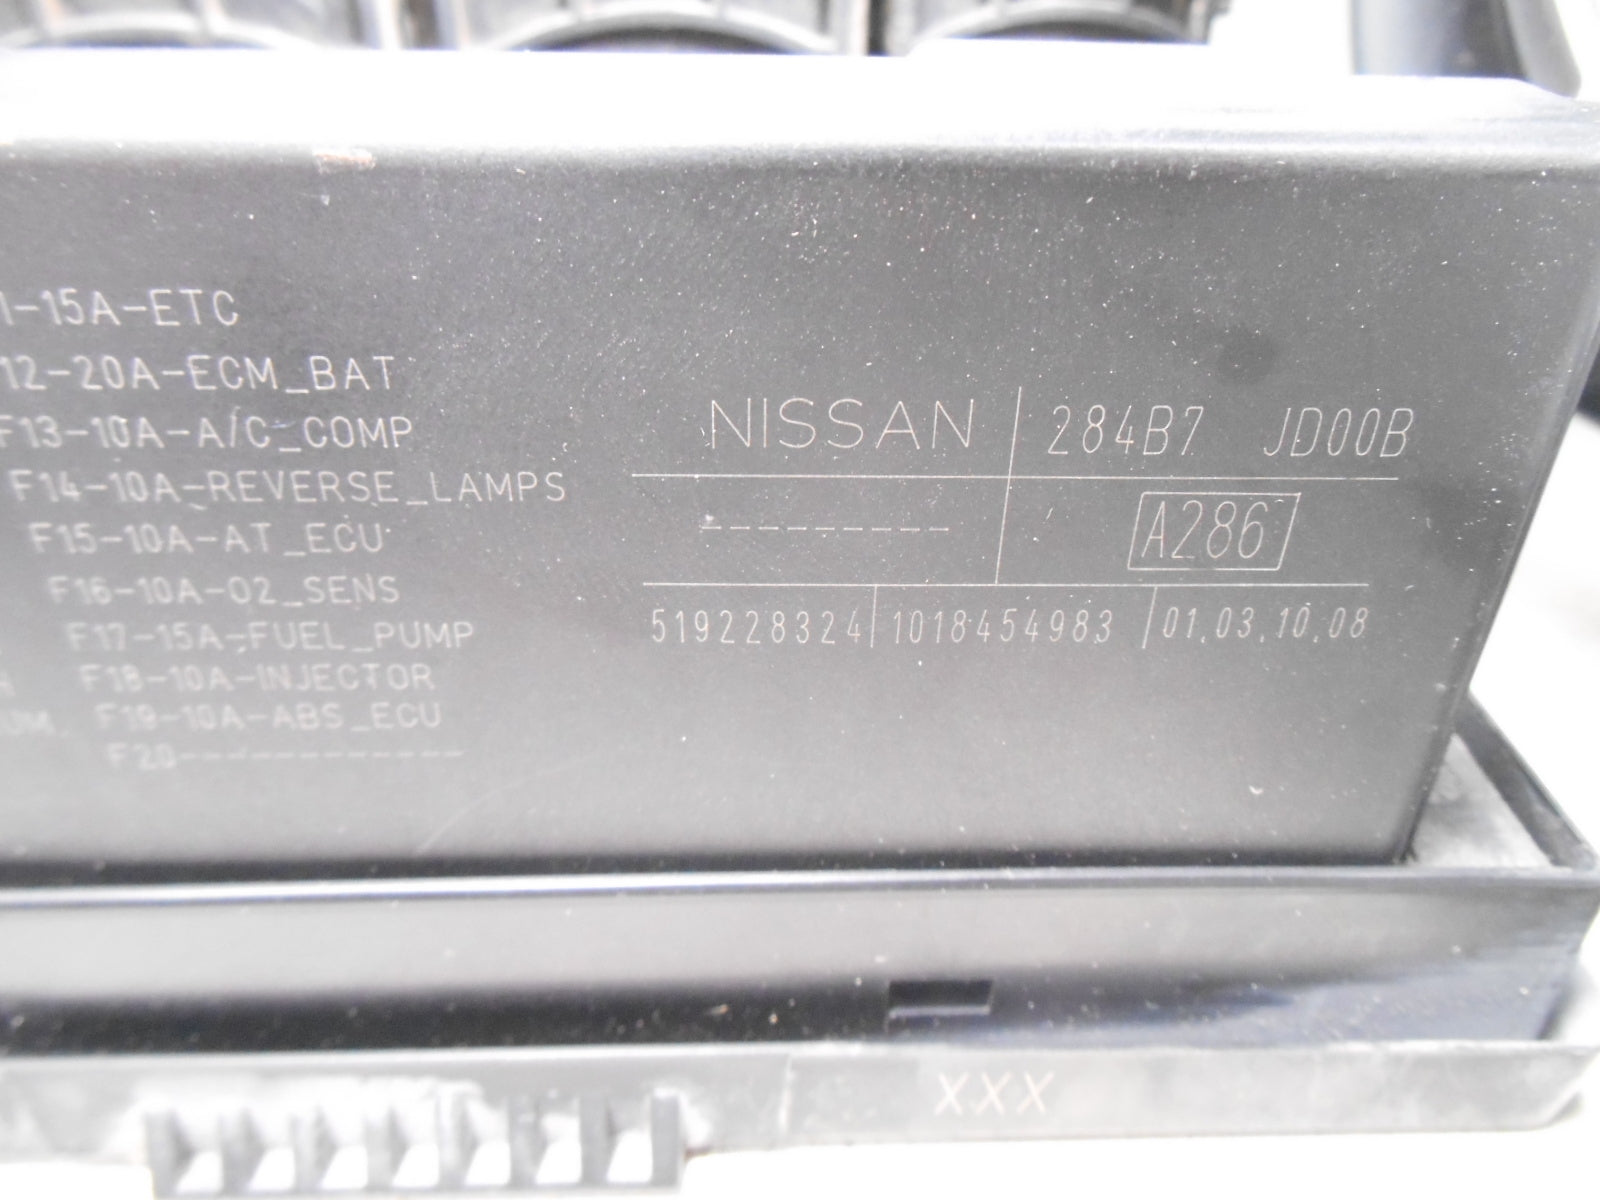 1-15A-ETC
12-20A-ECM_BAT
F13-10A-A/C_COMP
F14-10A-REVERSE_LAMPS
F15-10A-AT_ECU
F16-10A-O2_SENS
F17-15A-FUEL_PUMP
H F18-10A-INJECTOR
UM. F19-10A-ABS_ECU
F20-------------
NISSAN 284B7 JD00B
------------- A286
519228324 1018454983 01.03.10.08
XXX